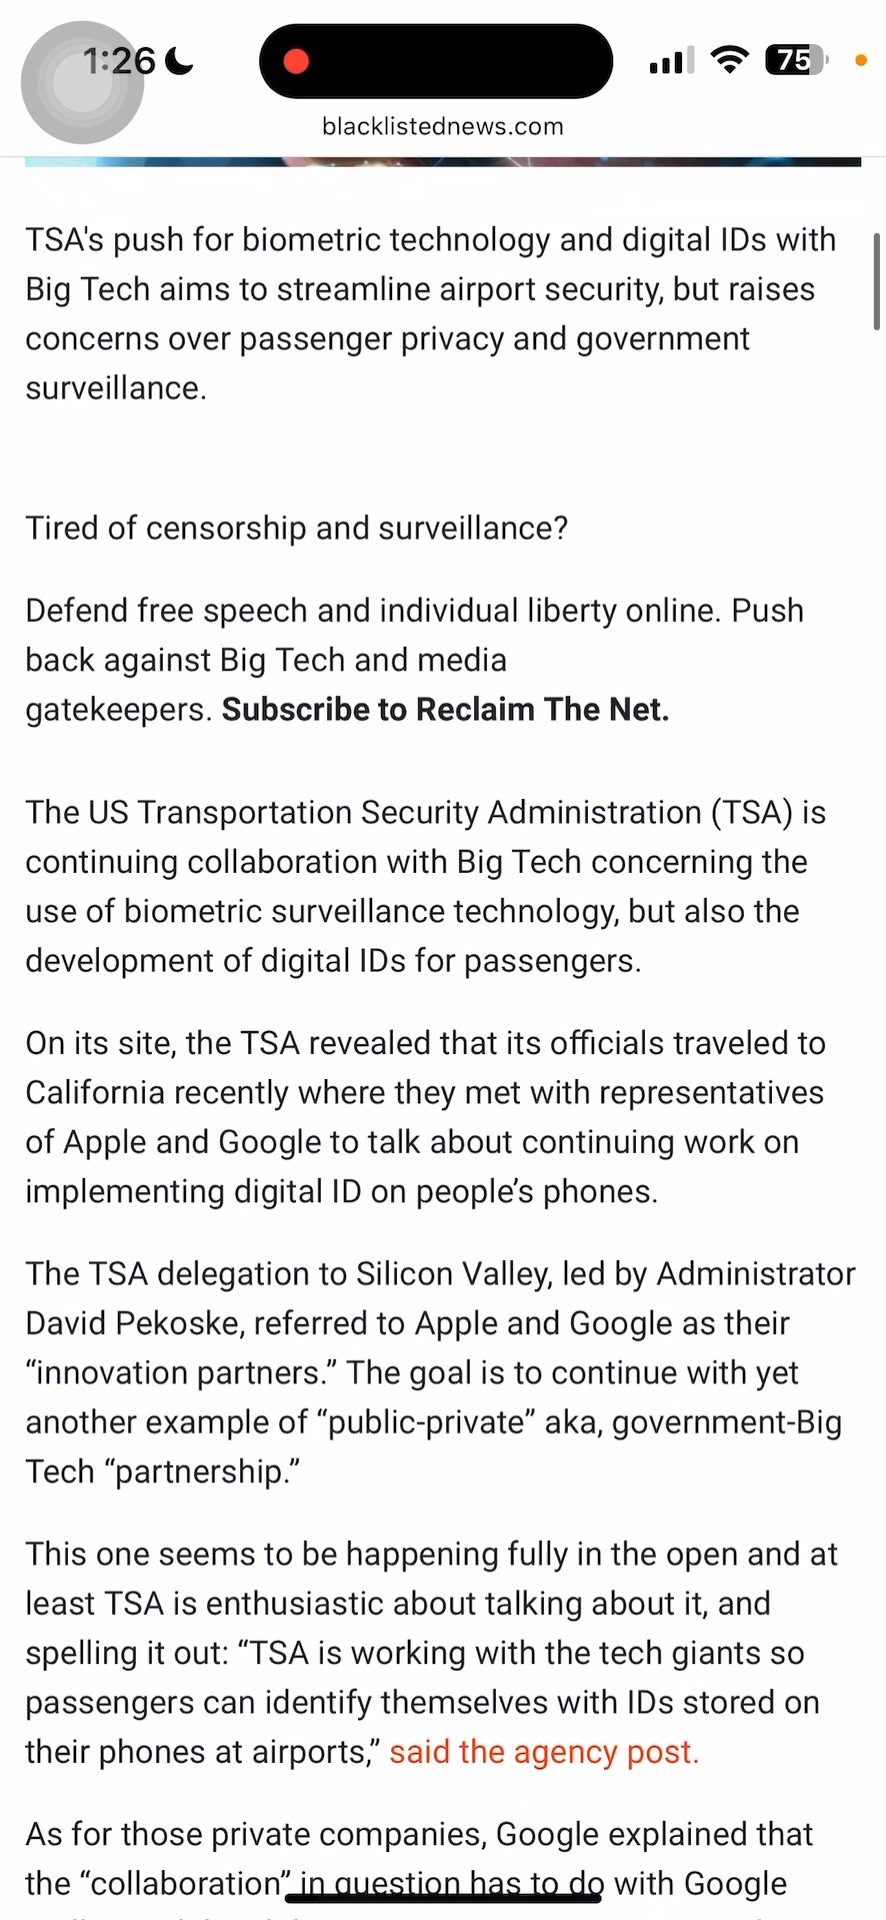 1:26
75
blacklistednews.com
TSA's push for biometric technology and digital IDs with
Big Tech aims to streamline airport security, but raises
concerns over passenger privacy and government
surveillance.
Tired of censorship and surveillance?
Defend free speech and individual liberty online. Push
back against Big Tech and media
gatekeepers. Subscribe to Reclaim The Net.
The US Transportation Security Administration (TSA) is
continuing collaboration with Big Tech concerning the
use of biometric surveillance technology, but also the
development of digital IDs for passengers.
On its site, the TSA revealed that its officials traveled to
California recently where they met with representatives
of Apple and Google to talk about continuing work on
implementing digital ID on people’s phones.
The TSA delegation to Silicon Valley, led by Administrator
David Pekoske, referred to Apple and Google as their
“innovation partners.” The goal is to continue with yet
another example of “public-private” aka, government-Big
Tech “partnership.”
This one seems to be happening fully in the open and at
least TSA is enthusiastic about talking about it, and
spelling it out: “TSA is working with the tech giants so
passengers can identify themselves with IDs stored on
their phones at airports,” said the agency post.
As for those private companies, Google explained that
the “collaboration” in question has to do with Google